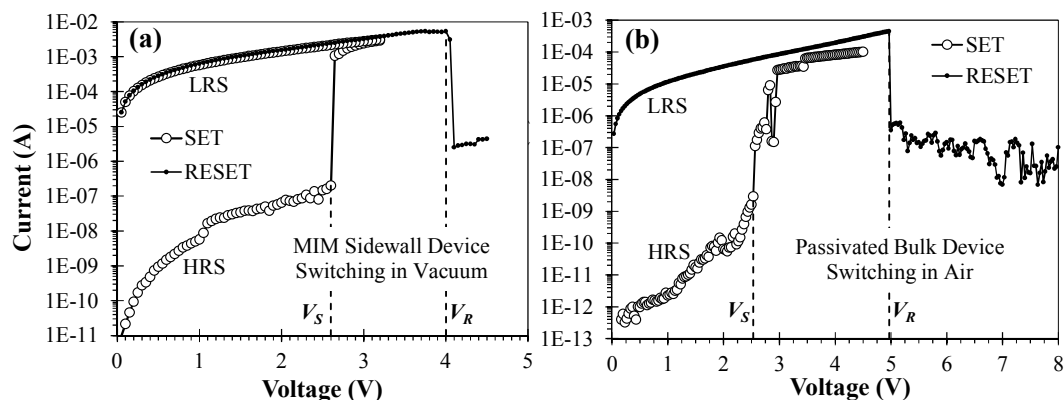 (a)
Current (A)
1E-02
1E-03
1E-04
1E-05
1E-06
1E-07
1E-08
1E-09
1E-10
1E-11
LRS
SET
RESET
HRS
MIM Sidewall Device
Switching in Vacuum
V_S
V_R
0 1 2 3 4 5
Voltage (V)
(b)
1E-03
1E-04
1E-05
1E-06
1E-07
1E-08
1E-09
1E-10
1E-11
1E-12
1E-13
SET
RESET
LRS
HRS
Passivated Bulk Device
Switching in Air
V_S
V_R
0 1 2 3 4 5 6 7 8
Voltage (V)